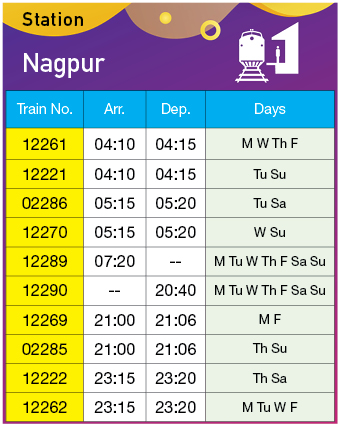 Station
Nagpur
1
Train No. Arr. Dep. Days
12261 04:10 04:15 M W Th F
12221 04:10 04:15 Tu Su
02286 05:15 05:20 Tu Sa
12270 05:15 05:20 W Su
12289 07:20 -- M Tu W Th F Sa Su
12290 -- 20:40 M Tu W Th F Sa Su
12269 21:00 21:06 M F
02285 21:00 21:06 Th Su
12222 23:15 23:20 Th Sa
12262 23:15 23:20 M Tu W F